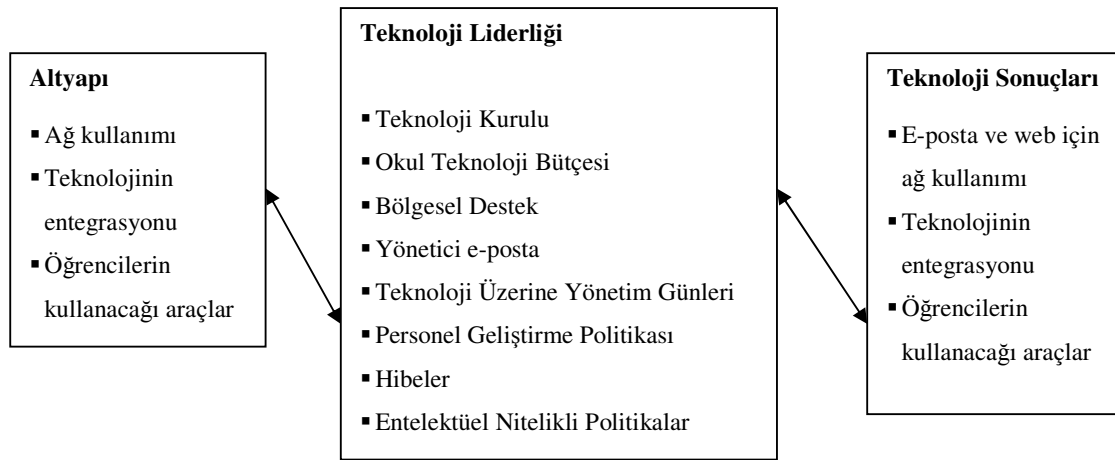 Altyapı
▪ Ağ kullanımı
▪ Teknolojinin
entegrasyonu
▪ Öğrencilerin
kullanacağı araçlar
Teknoloji Liderliği
▪ Teknoloji Kurulu
▪ Okul Teknoloji Bütçesi
▪ Bölgesel Destek
▪ Yönetici e-posta
▪ Teknoloji Üzerine Yönetim Günleri
▪ Personel Geliştirme Politikası
▪ Hibeler
▪ Entelektüel Nitelikli Politikalar
Teknoloji Sonuçları
▪ E-posta ve web için
ağ kullanımı
▪ Teknolojinin
entegrasyonu
▪ Öğrencilerin
kullanacağı araçlar